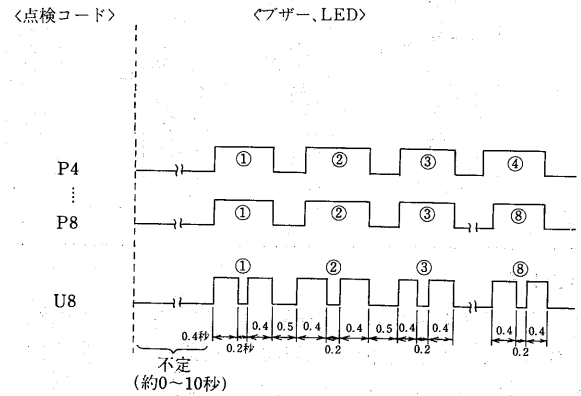 〈点検コード〉 〈ブザー、LED〉
P4 ① ② ③ ④
⋮
P8 ① ② ③ ⑧
① ② ③ ⑧
U8
0.4秒 0.4 0.5 0.4 0.4 0.5 0.4 0.4 0.4 0.4
0.2秒 0.2 0.2 0.2
不定
(約0〜10秒)